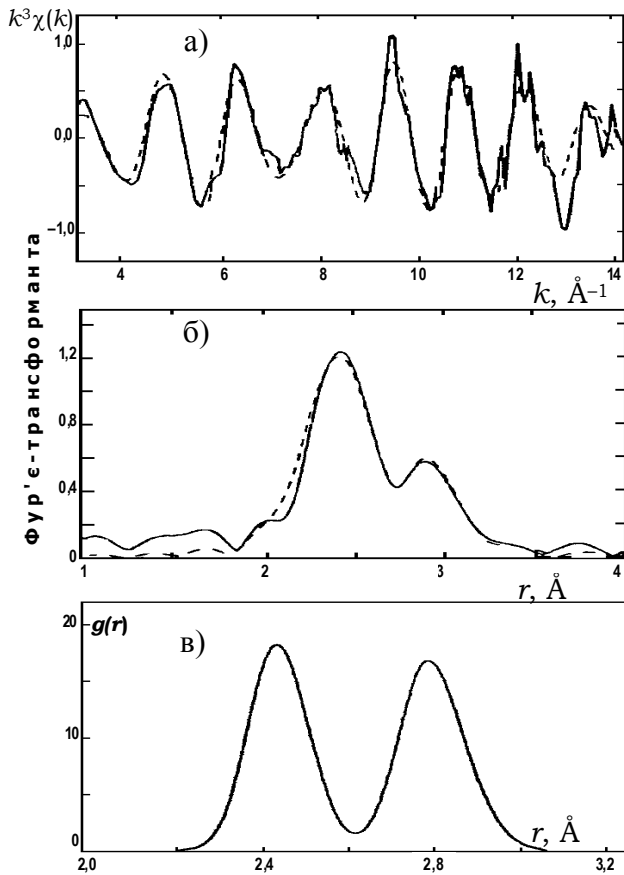 k³χ(k)
а)
1,0
0,0
–1,0
4 6 8 10 12 14
k, Å⁻¹
Фур'є-трансформанта
б)
1,2
0,8
0,4
0
1 2 3 4
r, Å
20
g(r)
в)
10
0
r, Å
2,0 2,4 2,8 3,2